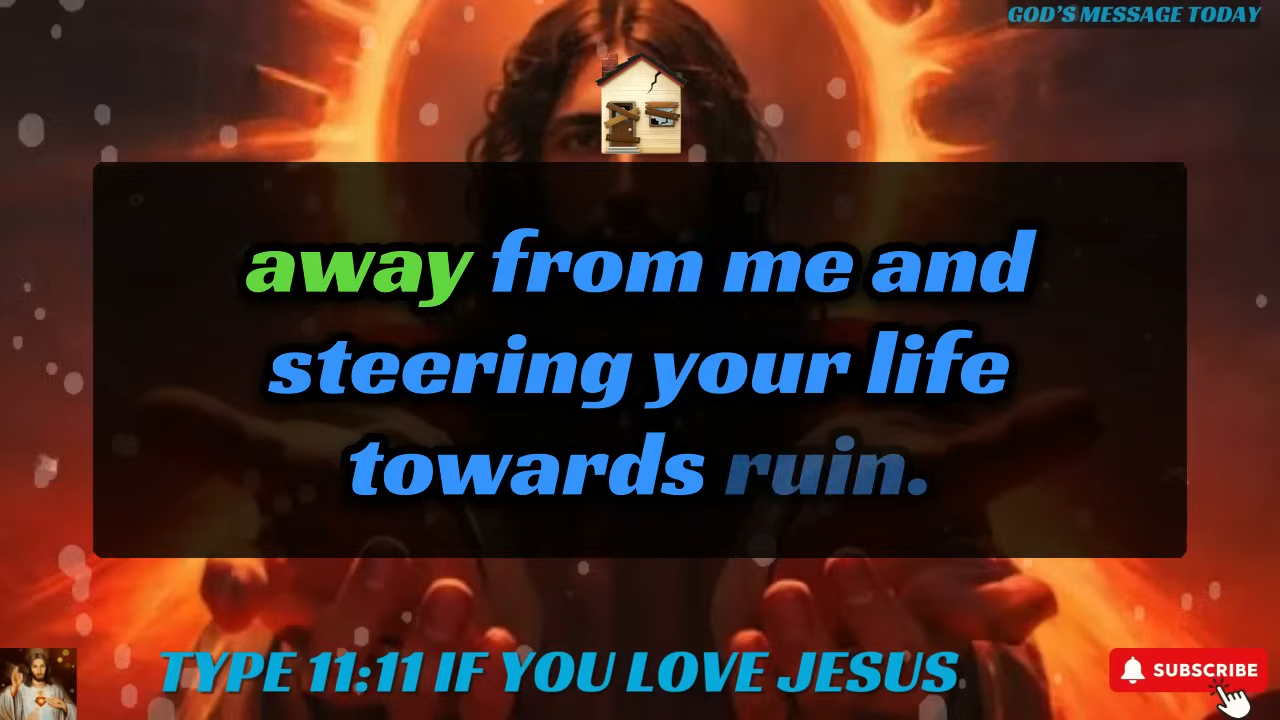 GOD'S MESSAGE TODAY
away from me and
steering your life
towards ruin.
TYPE 11:11 IF YOU LOVE JESUS
SUBSCRIBE